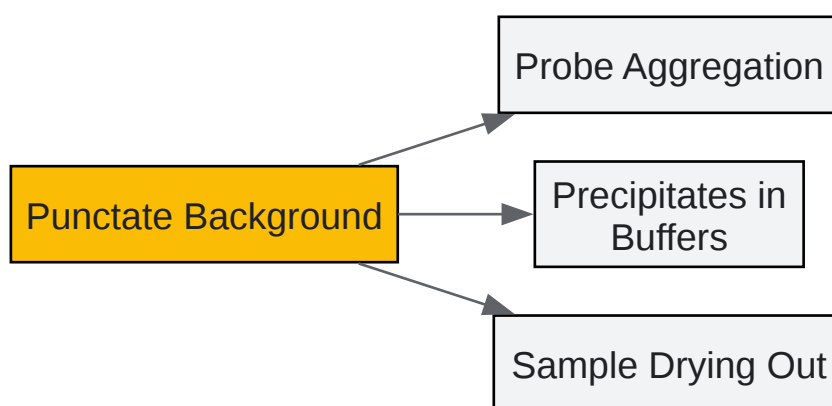 Probe Aggregation
Punctate Background
Precipitates in
Buffers
Sample Drying Out